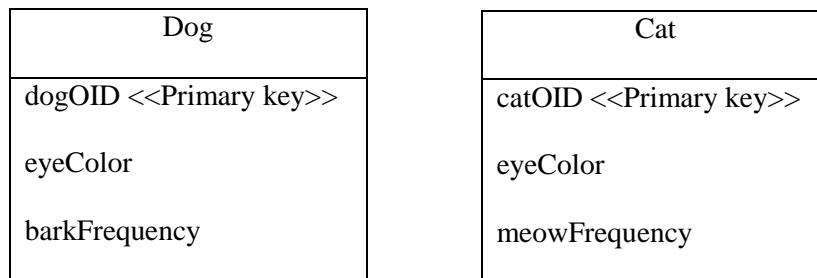 Dog
dogOID <<Primary key>>
eyeColor
barkFrequency
Cat
catOID <<Primary key>>
eyeColor
meowFrequency